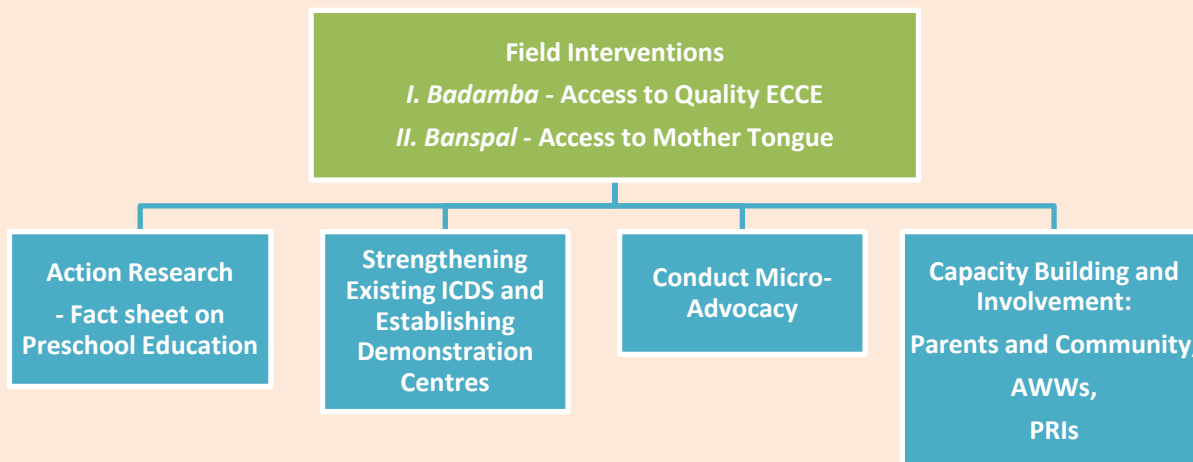 Field Interventions
I. Badamba - Access to Quality ECCE
II. Banspal - Access to Mother Tongue
Action Research
- Fact sheet on
Preschool Education
Strengthening
Existing ICDS and
Establishing
Demonstration
Centres
Conduct Micro-
Advocacy
Capacity Building and
Involvement:
Parents and Community,
AWWs,
PRIs